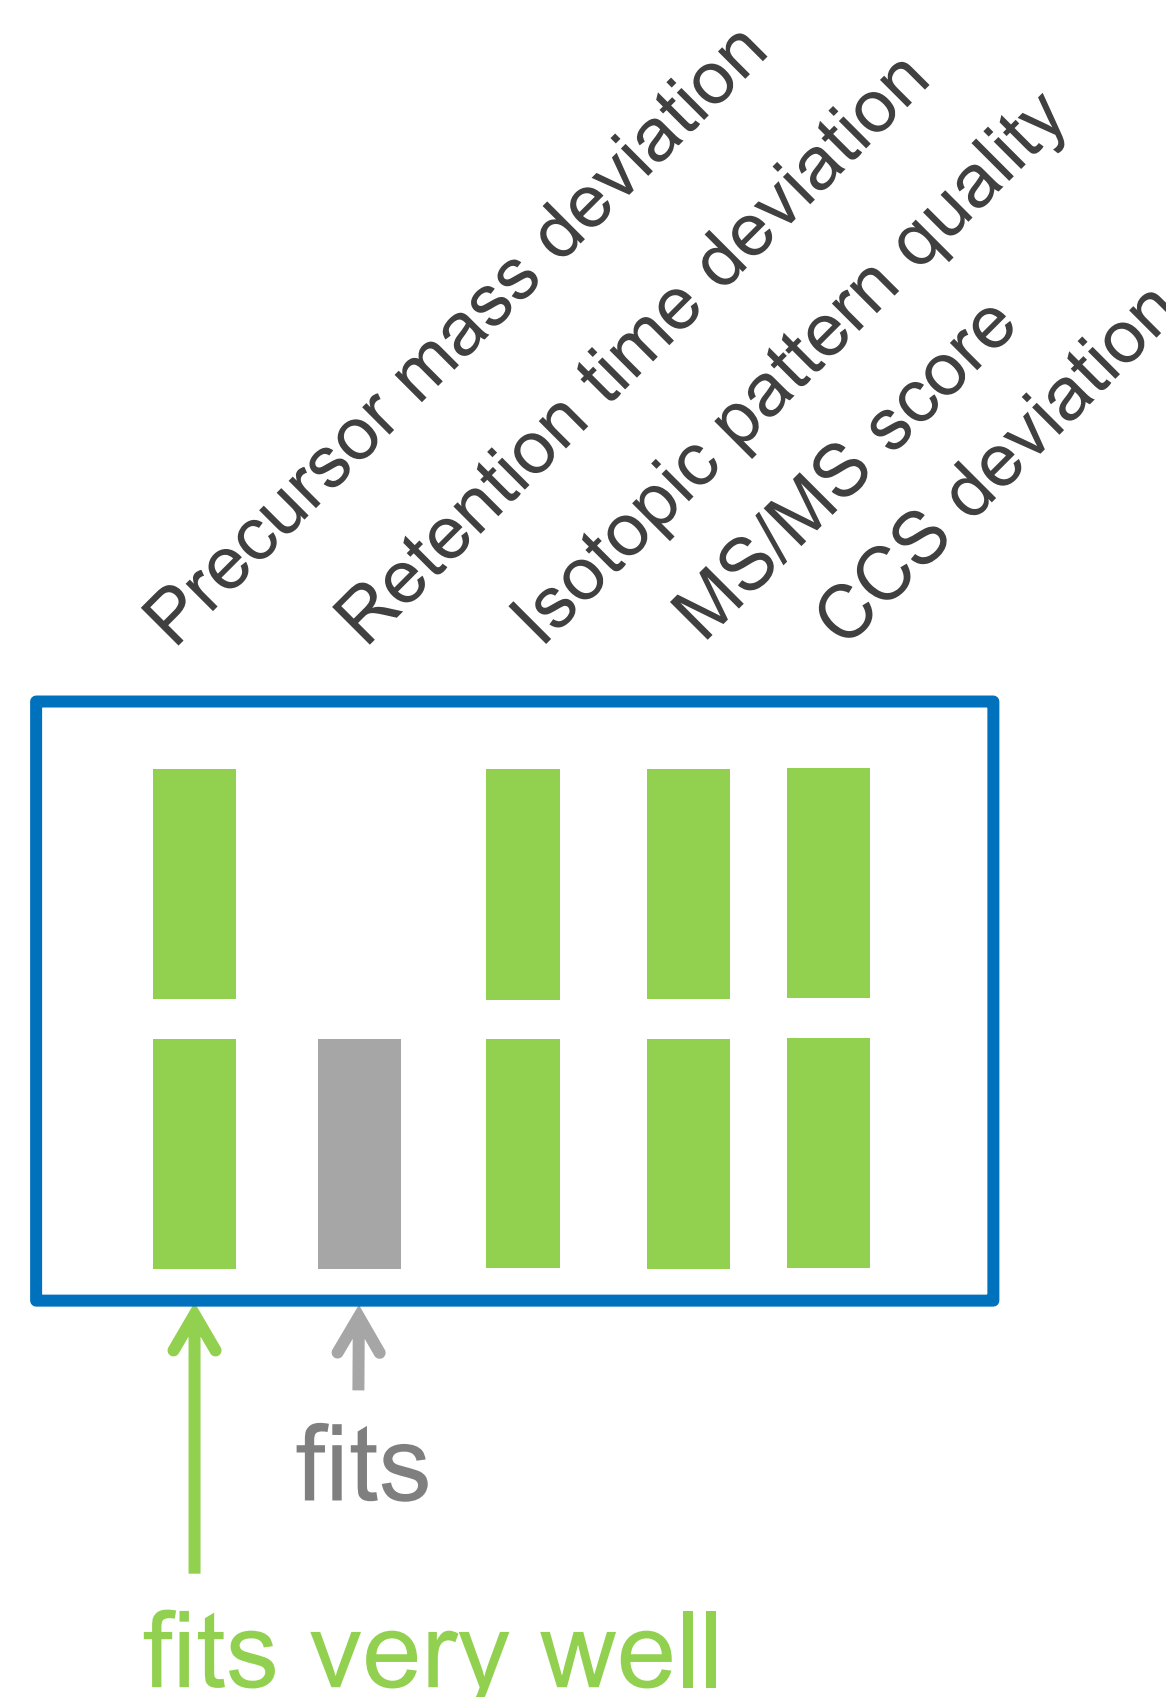 Precursor mass deviation
Retention time deviation
Isotopic pattern quality
MS/MS score
CCS deviation
fits
fits very well